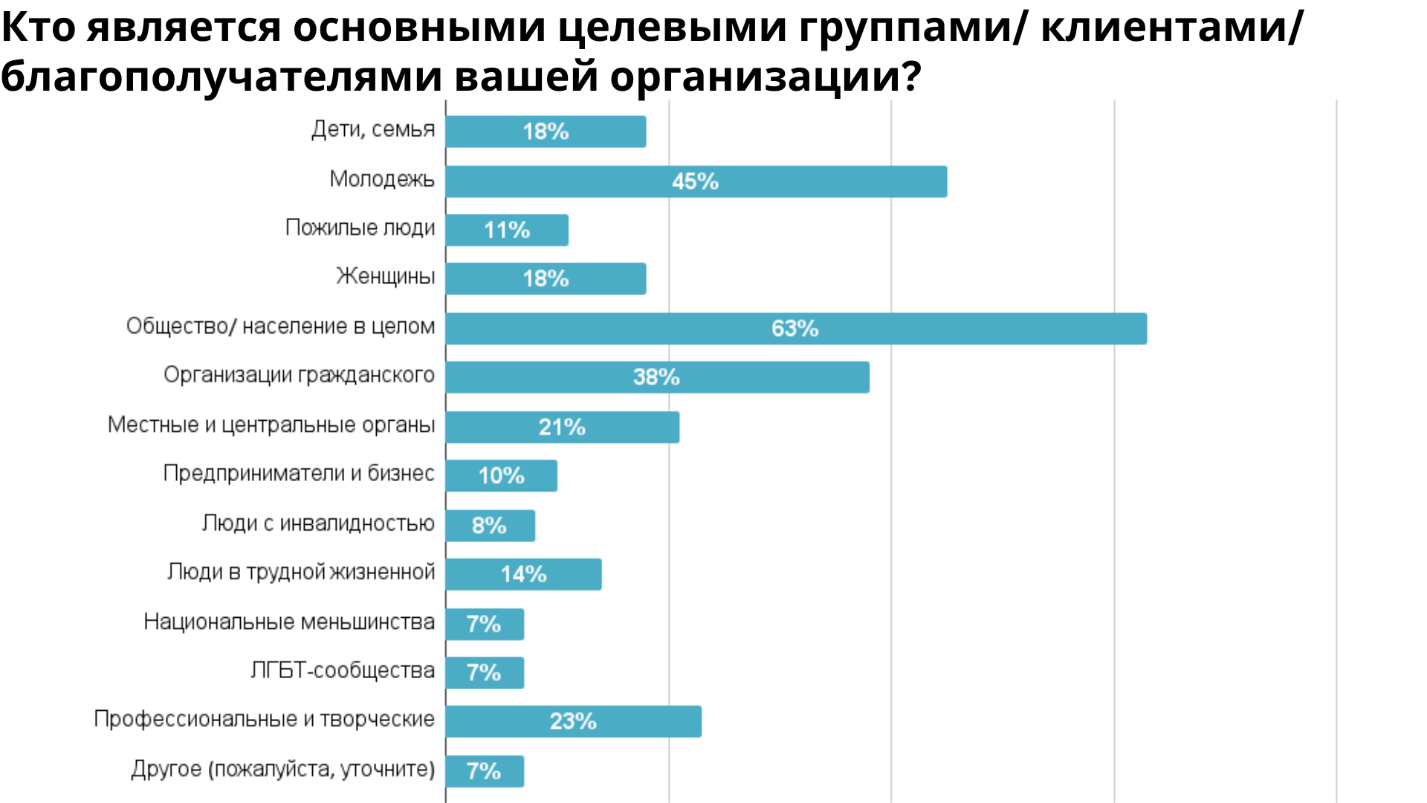 Кто является основными целевыми группами/ клиентами/
благополучателями вашей организации?
Дети, семья 18%
Молодежь 45%
Пожилые люди 11%
Женщины 18%
Общество/ население в целом 63%
Организации гражданского 38%
Местные и центральные органы 21%
Предприниматели и бизнес 10%
Люди с инвалидностью 8%
Люди в трудной жизненной 14%
Национальные меньшинства 7%
ЛГБТ-сообщества 7%
Профессиональные и творческие 23%
Другое (пожалуйста, уточните) 7%